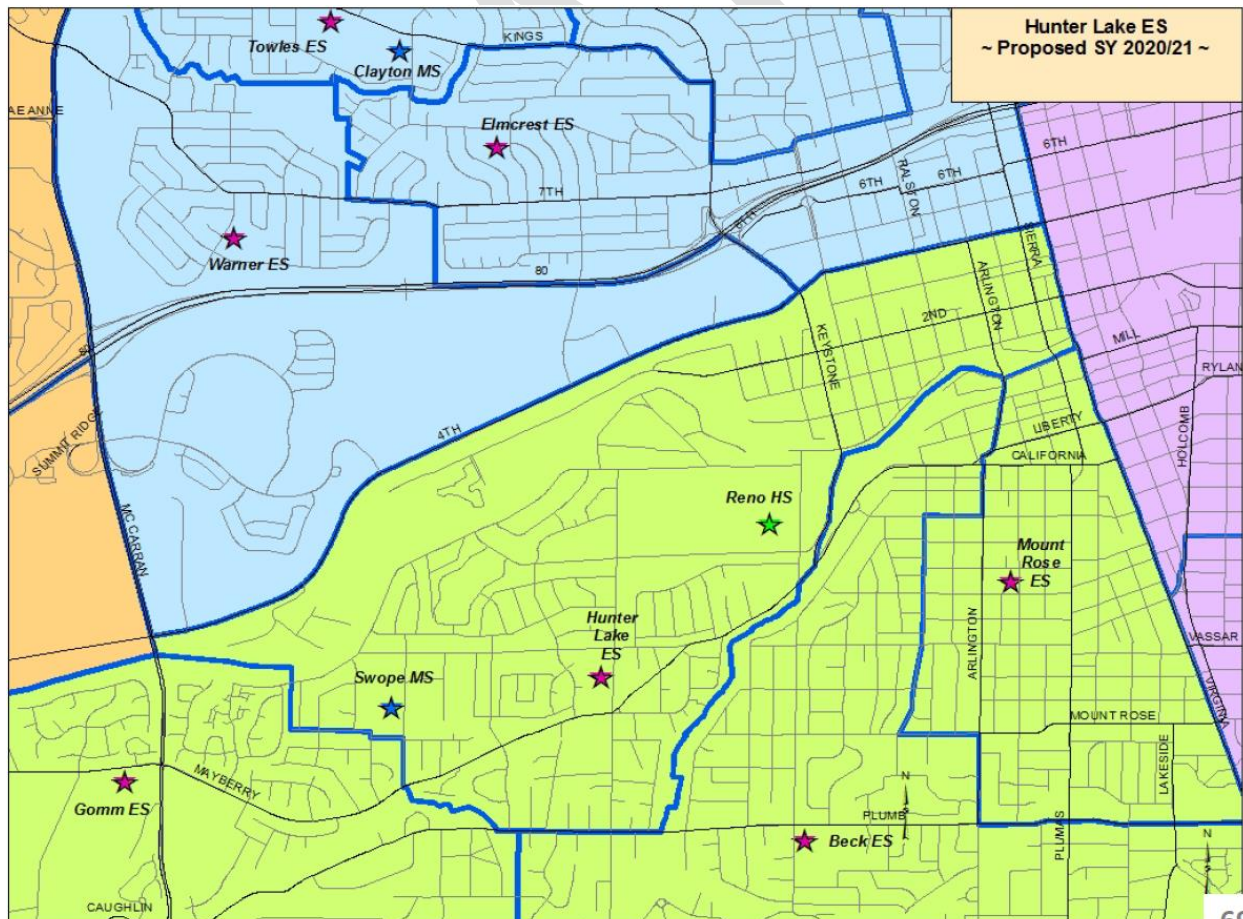 Hunter Lake ES
~ Proposed SY 2020/21 ~
Towles ES
KINGS
Clayton MS
AE ANNE
Elmcrest ES
6TH
7TH
RALSTON
6TH
6TH
Warner ES
80
SIERRA
ARLINGTON
2ND
KEYSTONE
MILL
RYLAN
80
SUMMIT RIDGE
4TH
LIBERTY
CALIFORNIA
HOLCOMB
MC CARRAN
Reno HS
Mount
Rose
ES
Hunter
Lake
ES
ARLINGTON
VASSAR
Swope MS
VIRGINIA
MOUNT ROSE
LAKESIDE
MAYBERRY
Gomm ES
N
PLUMB
Beck ES
PLUMAS
N
CAUGHLIN